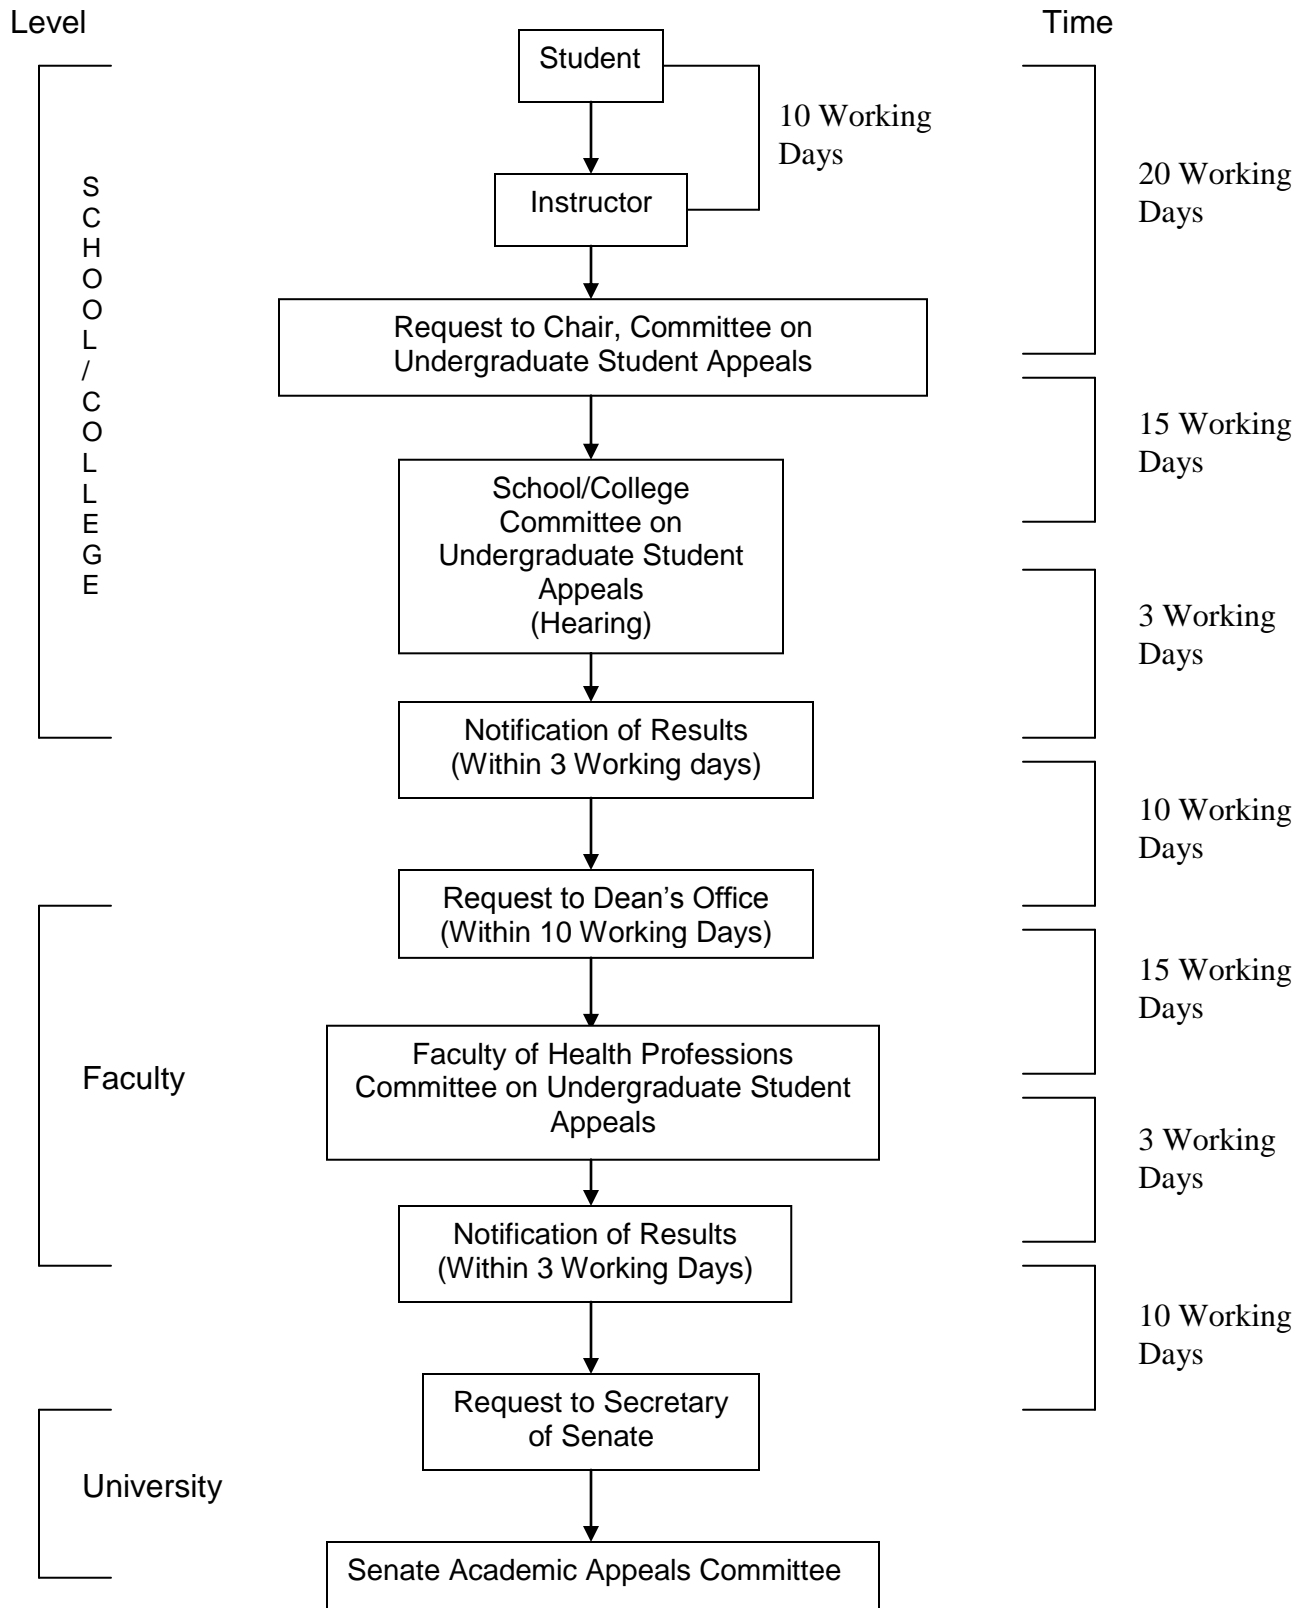 Level
Time
Student
10 Working
Days
20 Working
Days
Instructor
SCHOOL/COLLEGE
Request to Chair, Committee on
Undergraduate Student Appeals
15 Working
Days
School/College
Committee on
Undergraduate Student
Appeals
(Hearing)
3 Working
Days
Notification of Results
(Within 3 Working days)
10 Working
Days
Request to Dean’s Office
(Within 10 Working Days)
15 Working
Days
Faculty
Faculty of Health Professions
Committee on Undergraduate Student
Appeals
3 Working
Days
Notification of Results
(Within 3 Working Days)
10 Working
Days
Request to Secretary
of Senate
University
Senate Academic Appeals Committee